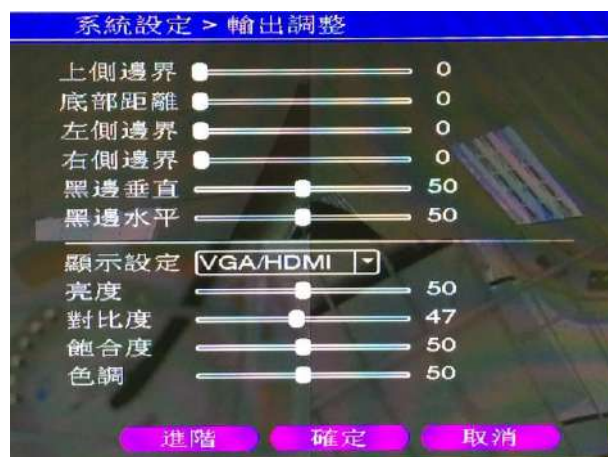 系統設定 > 輸出調整
上側邊界 0
底部距離 0
左側邊界 0
右側邊界 0
黑邊垂直 50
黑邊水平 50
顯示設定 VGA/HDMI
亮度 50
對比度 47
飽合度 50
色調 50
進階 確定 取消